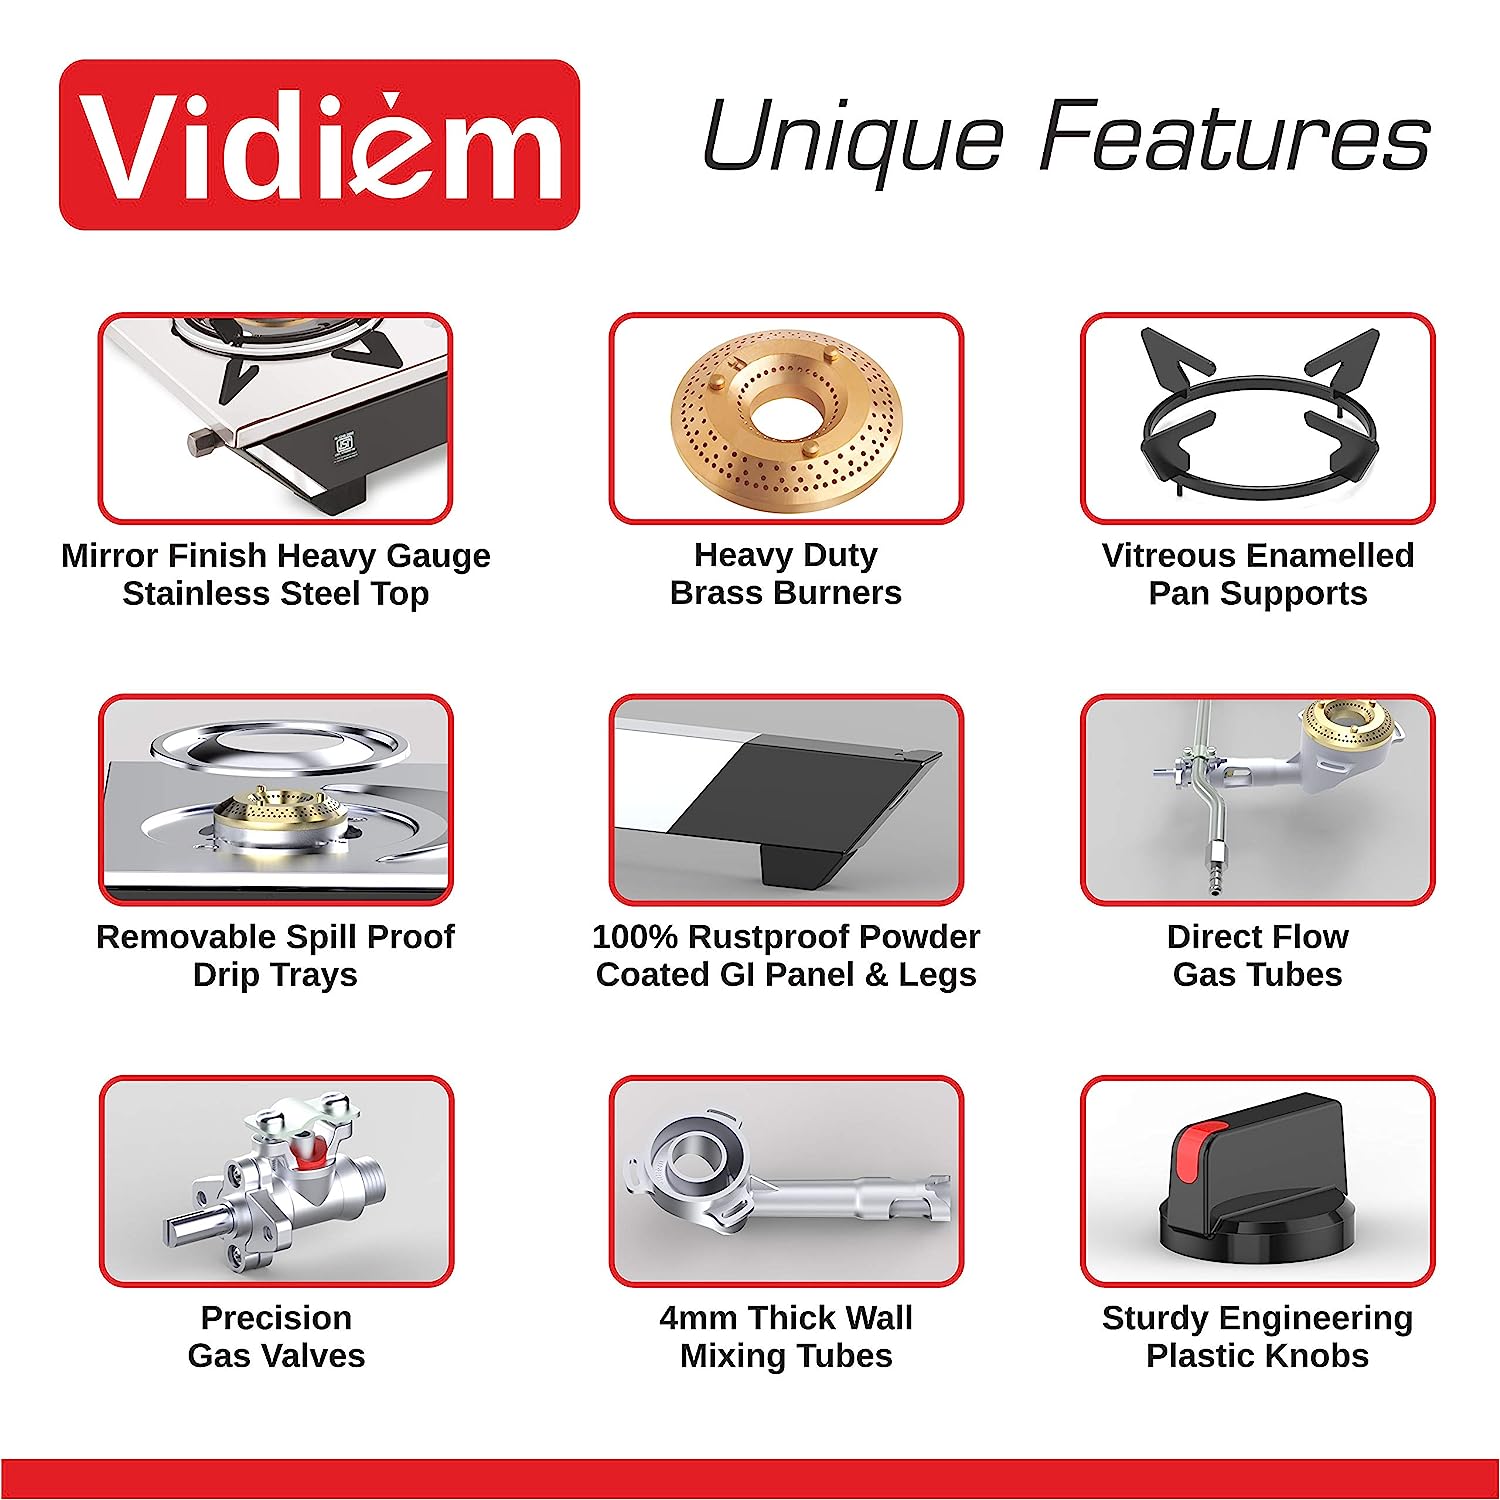 Vidiem
Unique Features
Mirror Finish Heavy Gauge
Stainless Steel Top
Heavy Duty
Brass Burners
Vitreous Enamelled
Pan Supports
Removable Spill Proof
Drip Trays
100% Rustproof Powder
Coated GI Panel & Legs
Direct Flow
Gas Tubes
Precision
Gas Valves
4mm Thick Wall
Mixing Tubes
Sturdy Engineering
Plastic Knobs